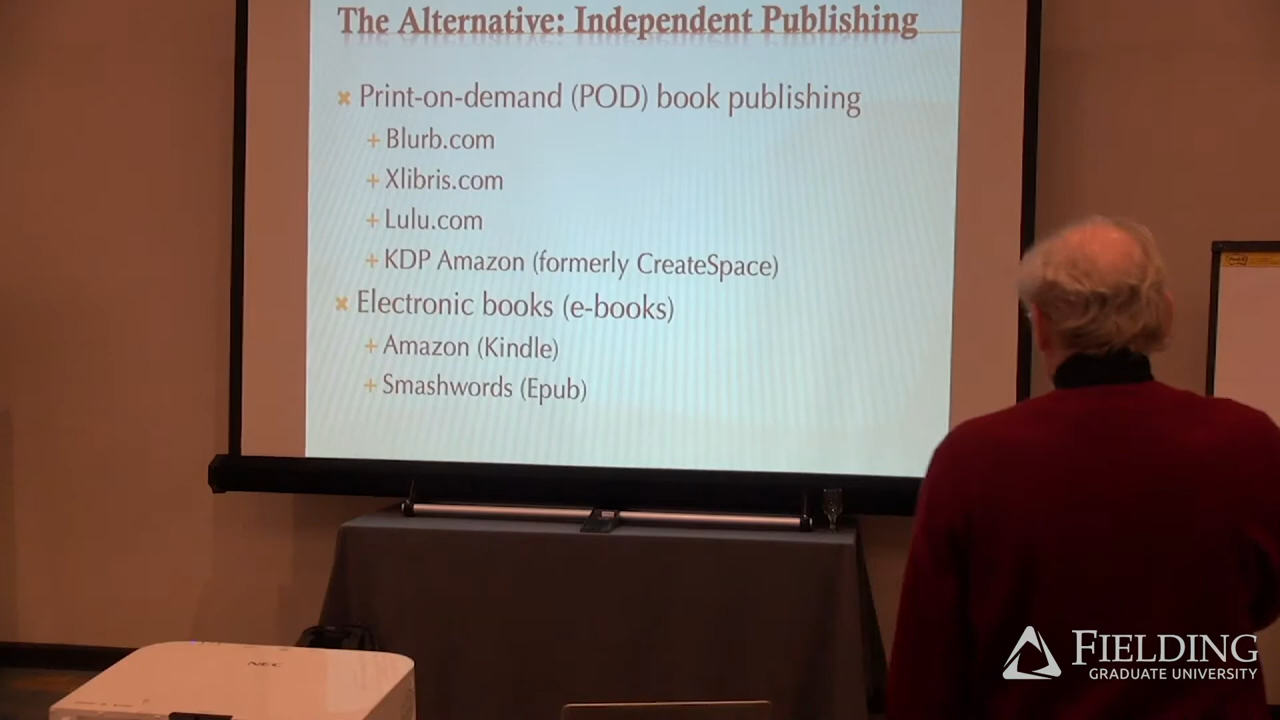 The Alternative: Independent Publishing
Print-on-demand (POD) book publishing
Blurb.com
Xlibris.com
Lulu.com
KDP Amazon (formerly CreateSpace)
Electronic books (e-books)
Amazon (Kindle)
Smashwords (Epub)
NEC
FIELDING
GRADUATE UNIVERSITY